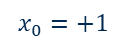 x₀ = +1